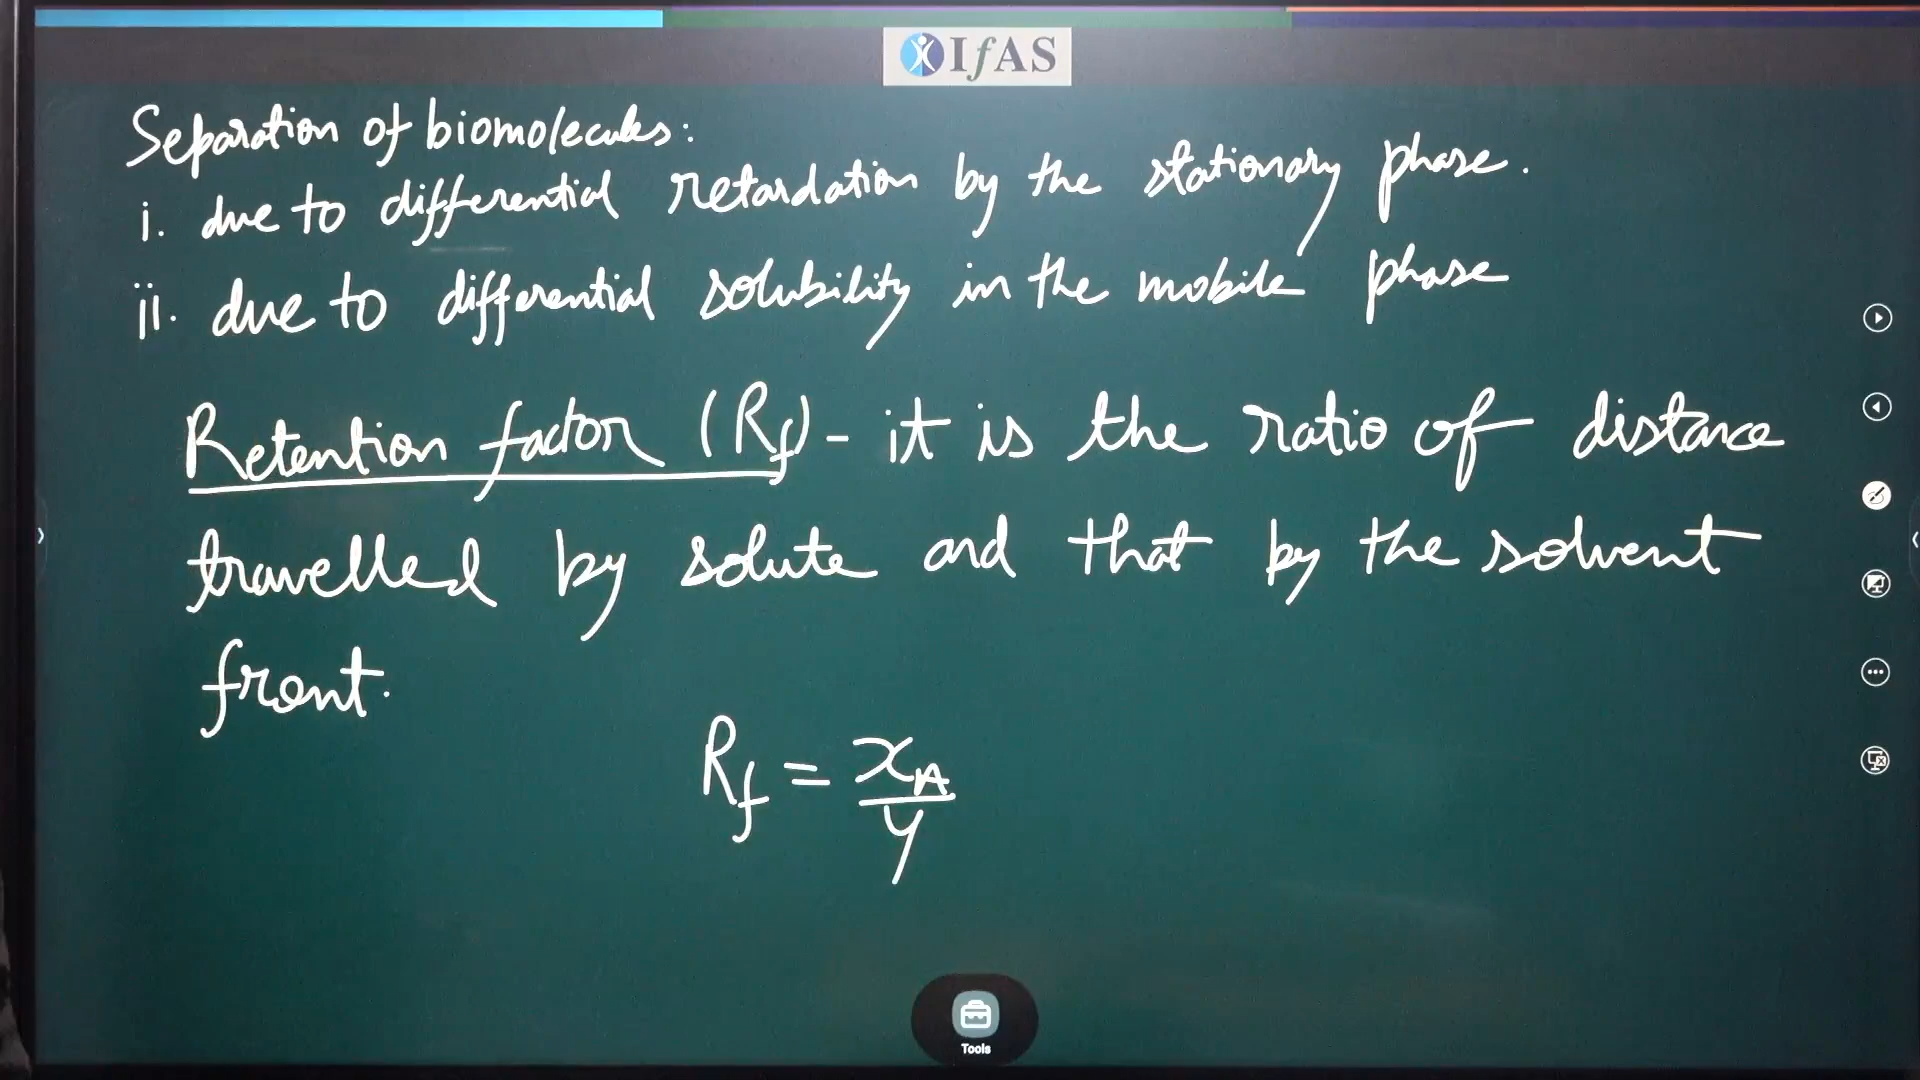 IfAS
Separation of biomolecules:
i. due to differential retardation by the stationary phase.
ii. due to differential solubility in the mobile phase
Retention factor (Rf) - it is the ratio of distance
travelled by solute and that by the solvent
front.
Rf = xA/y
Tools